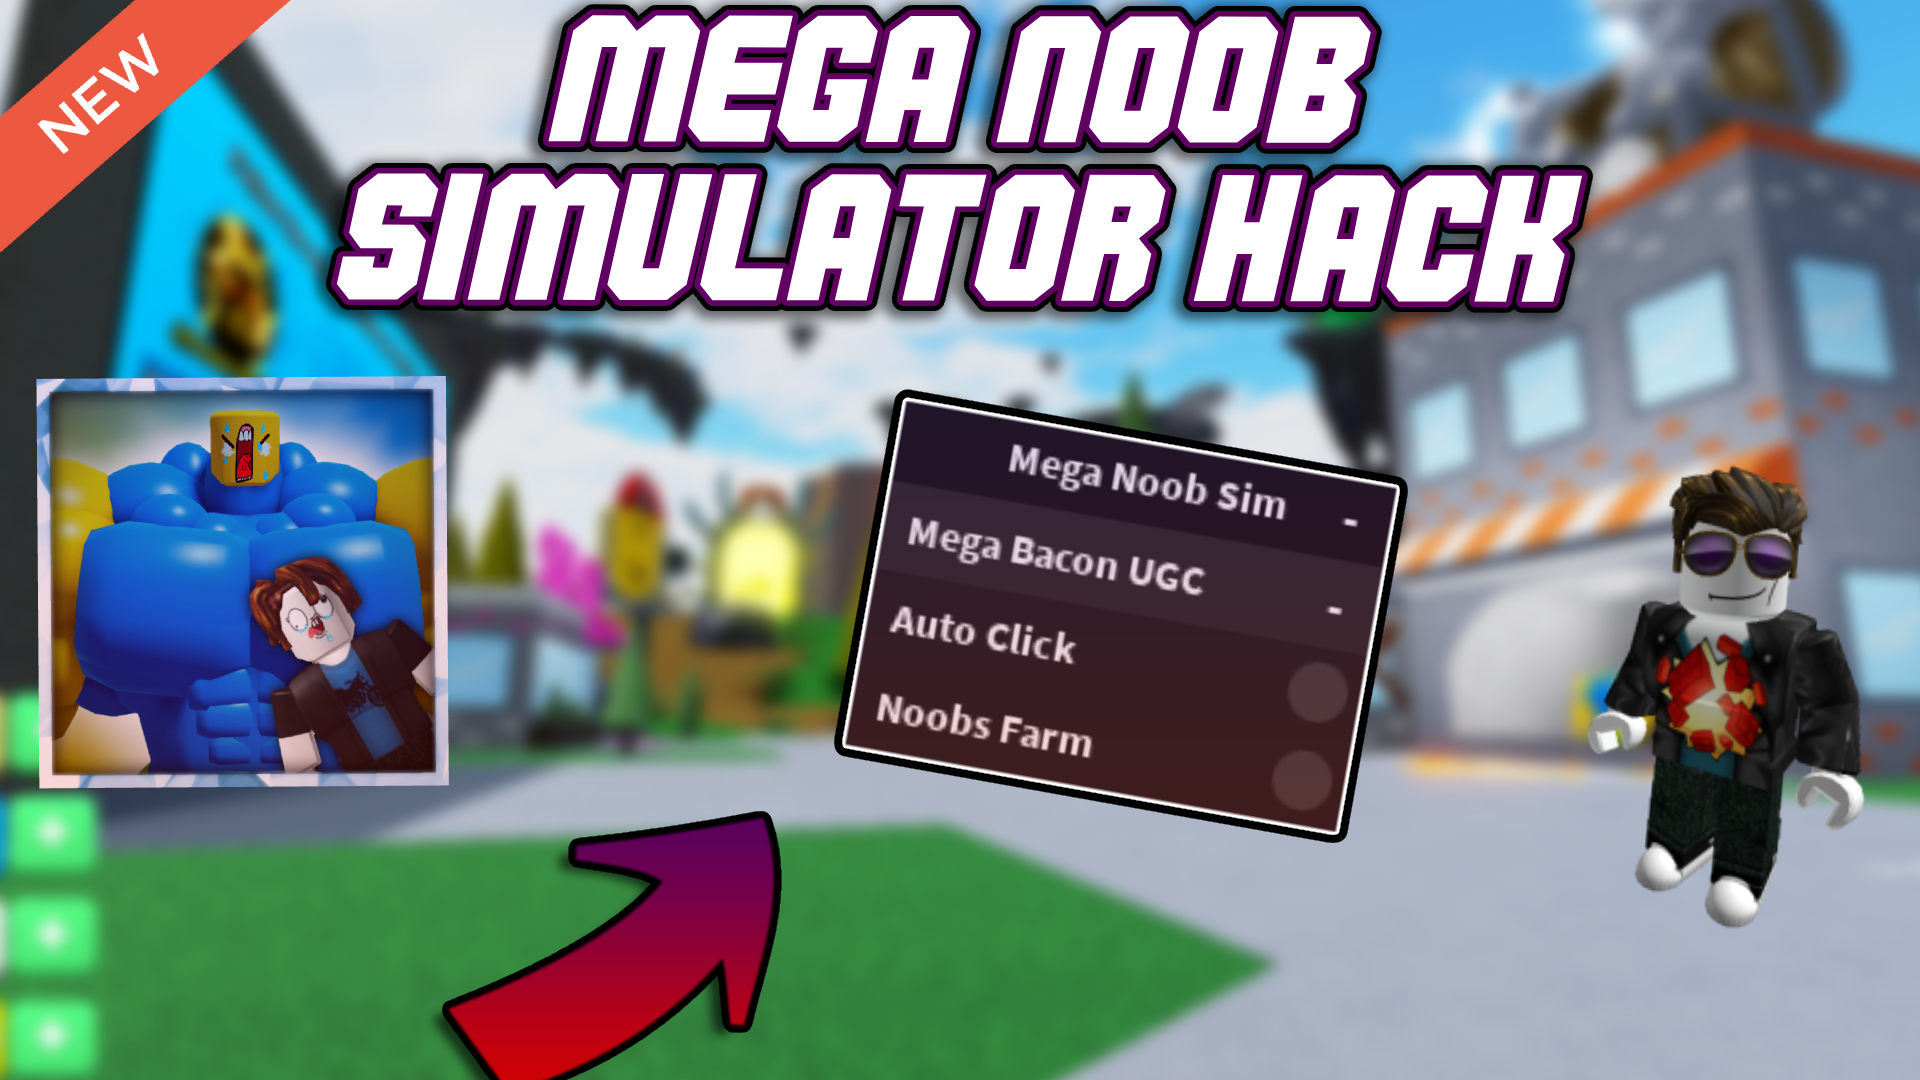 NEW
MEGA NOOB
SIMULATOR HACK
Mega Noob Sim -
Mega Bacon UGC -
Auto Click
Noobs Farm